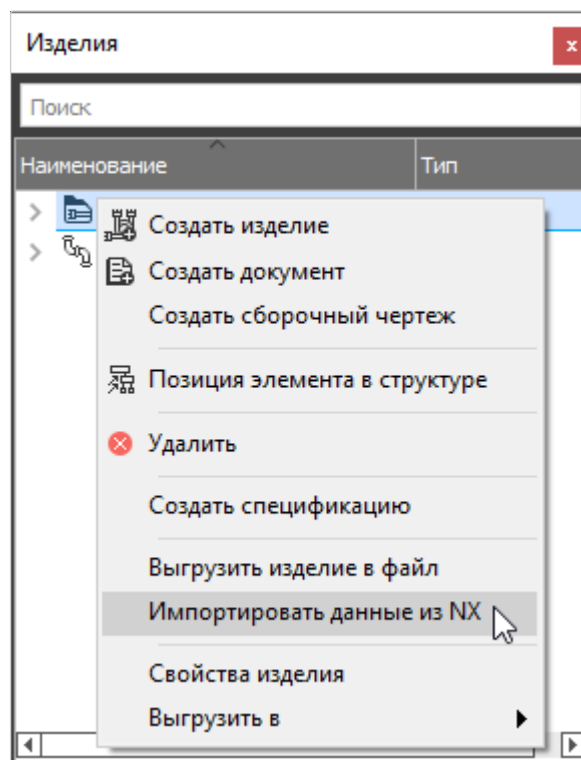 Изделия
x
Поиск
Наименование Тип
Создать изделие
Создать документ
Создать сборочный чертеж
Позиция элемента в структуре
Удалить
Создать спецификацию
Выгрузить изделие в файл
Импортировать данные из NX
Свойства изделия
Выгрузить в